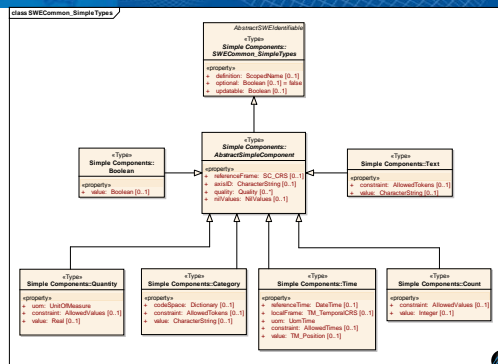 class SWECommon_SimpleTypes
AbstractSWEIdentifiable
«Type»
Simple Components::
SWECommon_SimpleTypes
«property»
+ definition: ScopedName [0..1]
+ optional: Boolean [0..1] = false
+ updatable: Boolean [0..1]
«Type»
Simple Components::
AbstractSimpleComponent
«property»
+ referenceFrame: SC_CRS [0..1]
+ axisID: CharacterString [0..1]
+ quality: Quality [0..*]
+ nilValues: NilValues [0..1]
«Type»
Simple Components::
Boolean
«property»
+ value: Boolean [0..1]
«Type»
Simple Components::Text
«property»
+ constraint: AllowedTokens [0..1]
+ value: CharacterString [0..1]
«Type»
Simple Components::Quantity
«property»
+ uom: UnitOfMeasure
+ constraint: AllowedValues [0..1]
+ value: Real [0..1]
«Type»
Simple Components::Category
«property»
+ codeSpace: Dictionary [0..1]
+ constraint: AllowedTokens [0..1]
+ value: CharacterString [0..1]
«Type»
Simple Components::Time
«property»
+ referenceTime: DateTime [0..1]
+ localFrame: TM_TemporalCRS [0..1]
+ uom: UomTime
+ constraint: AllowedTimes [0..1]
+ value: TM_Position [0..1]
«Type»
Simple Components::Count
«property»
+ constraint: AllowedValues [0..1]
+ value: Integer [0..1]